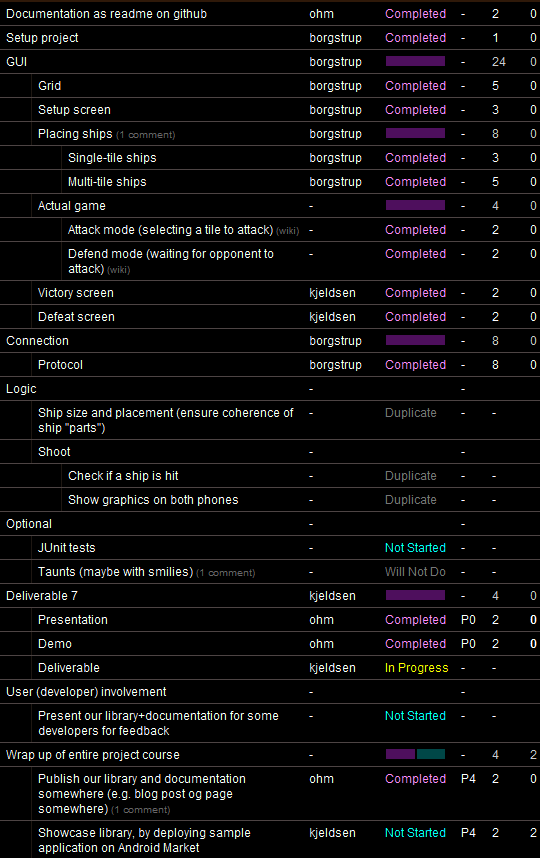 Documentation as readme on github ohm Completed - 2 0
Setup project borgstrup Completed - 1 0
GUI borgstrup - 24 0
Grid borgstrup Completed - 5 0
Setup screen borgstrup Completed - 3 0
Placing ships (1 comment) borgstrup - 8 0
Single-tile ships borgstrup Completed - 3 0
Multi-tile ships borgstrup Completed - 5 0
Actual game - - 4 0
Attack mode (selecting a tile to attack) (wiki) - Completed - 2 0
Defend mode (waiting for opponent to - Completed - 2 0
attack) (wiki)
Victory screen kjeldsen Completed - 2 0
Defeat screen kjeldsen Completed - 2 0
Connection borgstrup - 8 0
Protocol borgstrup Completed - 8 0
Logic - -
Ship size and placement (ensure coherence of - Duplicate - -
ship "parts")
Shoot - -
Check if a ship is hit - Duplicate - -
Show graphics on both phones - Duplicate - -
Optional - -
JUnit tests - Not Started - -
Taunts (maybe with smilies) (1 comment) - Will Not Do - -
Deliverable 7 kjeldsen - 4 0
Presentation ohm Completed P0 2 0
Demo ohm Completed P0 2 0
Deliverable kjeldsen In Progress - -
User (developer) involvement - -
Present our library+documentation for some - Not Started - -
developers for feedback
Wrap up of entire project course - - 4 2
Publish our library and documentation ohm Completed P4 2 0
somewhere (e.g. blog post og page
somewhere) (1 comment)
Showcase library, by deploying sample kjeldsen Not Started P4 2 2
application on Android Market